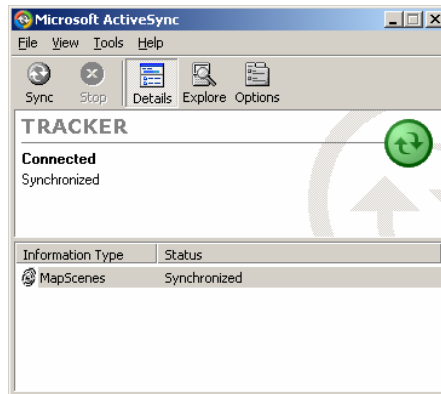 Microsoft ActiveSync
File View Tools Help
Sync Stop Details Explore Options
TRACKER
Connected
Synchronized
Information Type Status
MapScenes Synchronized